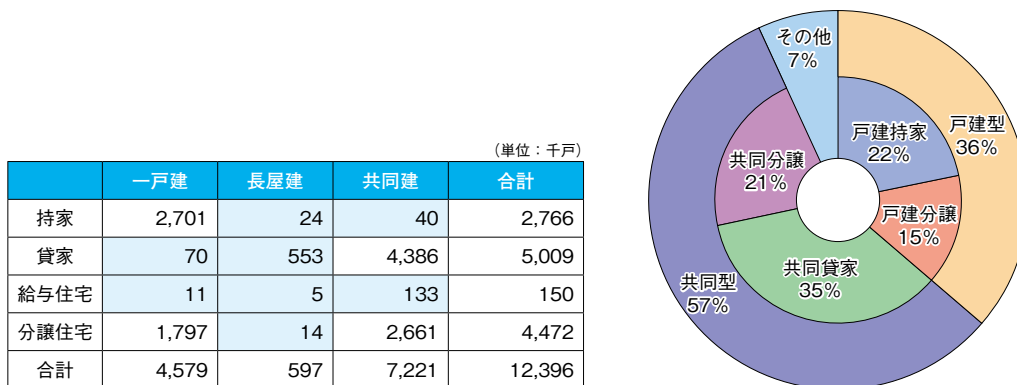 (単位：千戸)
一戸建 長屋建 共同建 合計
持家 2,701 24 40 2,766
貸家 70 553 4,386 5,009
給与住宅 11 5 133 150
分譲住宅 1,797 14 2,661 4,472
合計 4,579 597 7,221 12,396
その他
7%
戸建型
36%
戸建持家
22%
共同分譲
21%
戸建分譲
15%
共同貸家
35%
共同型
57%